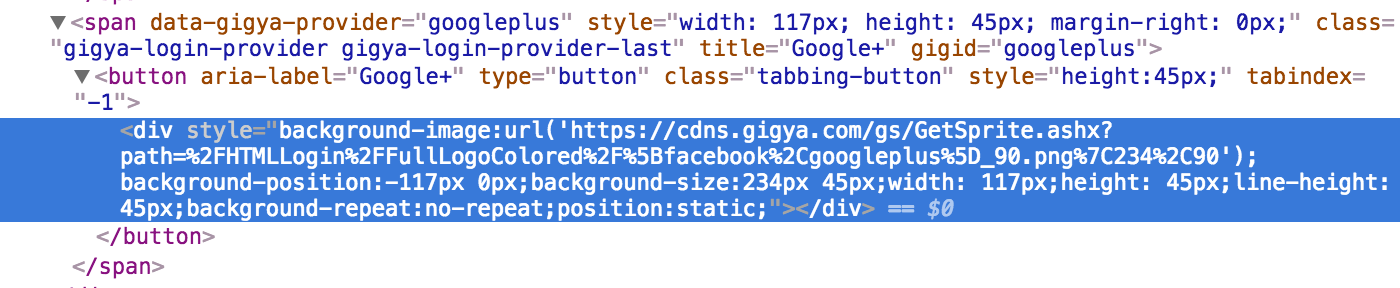 ▼<span data-gigya-provider="googleplus" style="width: 117px; height: 45px; margin-right: 0px;" class=
"gigya-login-provider gigya-login-provider-last" title="Google+" gigid="googleplus">
▼<button aria-label="Google+" type="button" class="tabbing-button" style="height:45px;" tabindex=
"-1">
<div style="background-image:url('https://cdns.gigya.com/gs/GetSprite.ashx?
path=%2FHTMLLogin%2FFullLogoColored%2F%5Bfacebook%2Cgoogleplus%5D_90.png%7C234%2C90');
background-position:-117px 0px;background-size:234px 45px;width: 117px;height: 45px;line-height:
45px;background-repeat:no-repeat;position:static;"></div> == $0
</button>
</span>